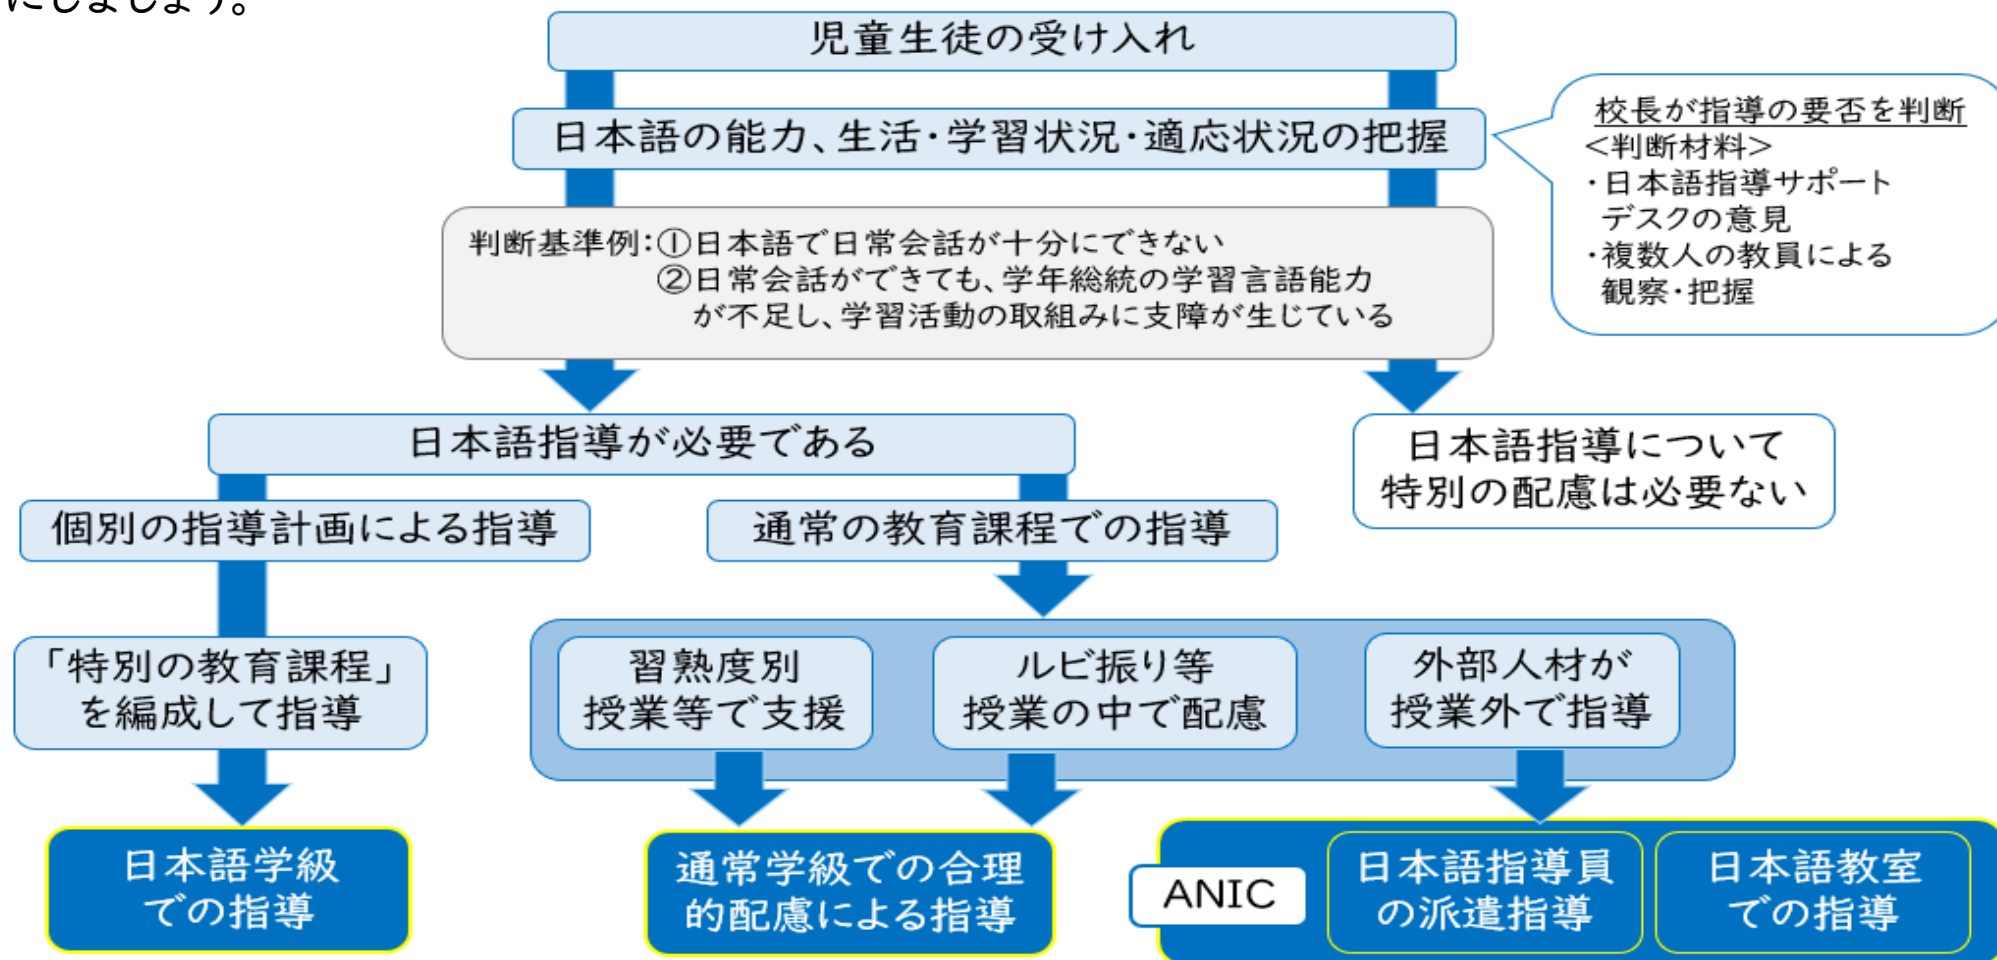 にしましょう。
児童生徒の受け入れ
日本語の能力、生活・学習状況・適応状況の把握
校長が指導の要否を判断
<判断材料>
・日本語指導サポート
デスクの意見
・複数人の教員による
観察・把握
判断基準例:①日本語で日常会話が十分にできない
②日常会話ができても、学年総統の学習言語能力
が不足し、学習活動の取組みに支障が生じている
日本語指導が必要である
日本語指導について
特別の配慮は必要ない
個別の指導計画による指導
通常の教育課程での指導
「特別の教育課程」
を編成して指導
習熟度別
授業等で支援
ルビ振り等
授業の中で配慮
外部人材が
授業外で指導
日本語学級
での指導
通常学級での合理
的配慮による指導
ANIC
日本語指導員
の派遣指導
日本語教室
での指導